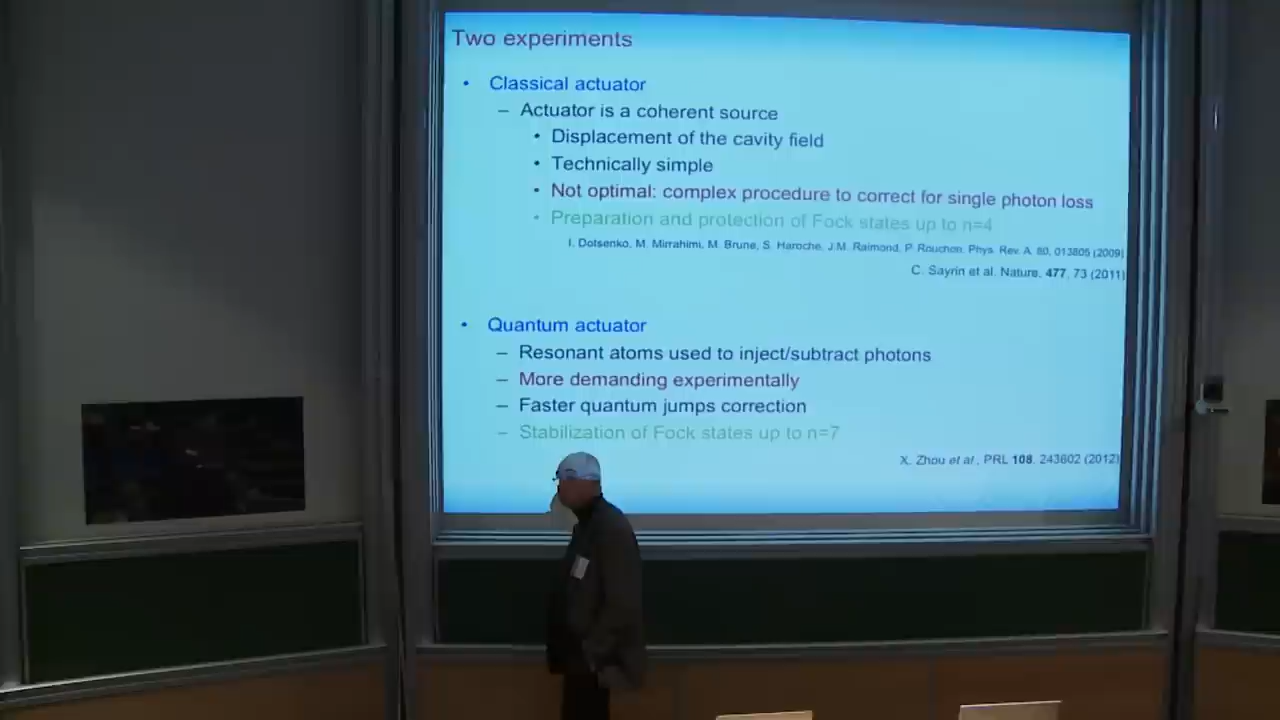 Two experiments
• Classical actuator
– Actuator is a coherent source
• Displacement of the cavity field
• Technically simple
• Not optimal: complex procedure to correct for single photon loss
• Preparation and protection of Fock states up to n=4
I. Dotsenko, M. Mirrahimi, M. Brune, S. Haroche, J.M. Raimond, P. Rouchon, Phys. Rev. A. 80, 013805 (2009)
C. Sayrin et al. Nature, 477, 73 (2011)
• Quantum actuator
– Resonant atoms used to inject/subtract photons
– More demanding experimentally
– Faster quantum jumps correction
– Stabilization of Fock states up to n=7
X. Zhou et al., PRL 108, 243602 (2012)